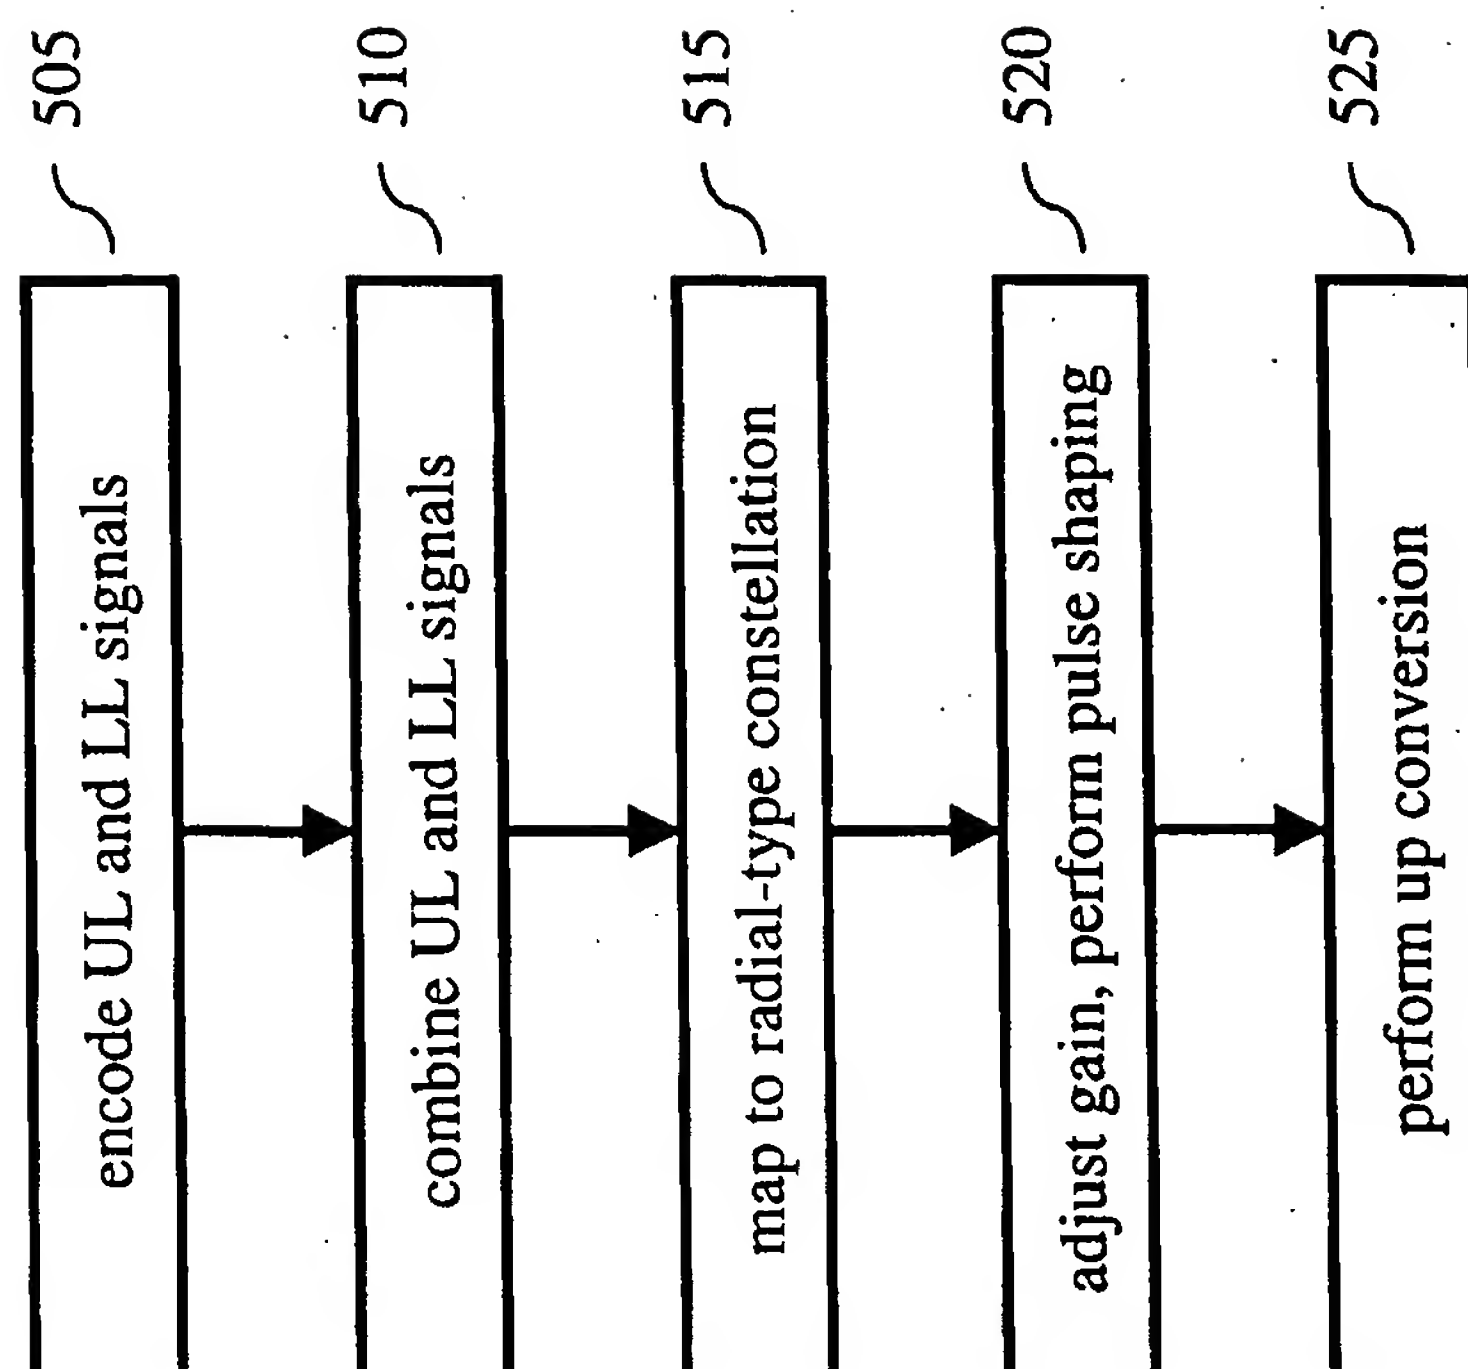 encode UL and LL signals
505
combine UL and LL signals
510
map to radial-type constellation
515
adjust gain, perform pulse shaping
520
perform up conversion
525